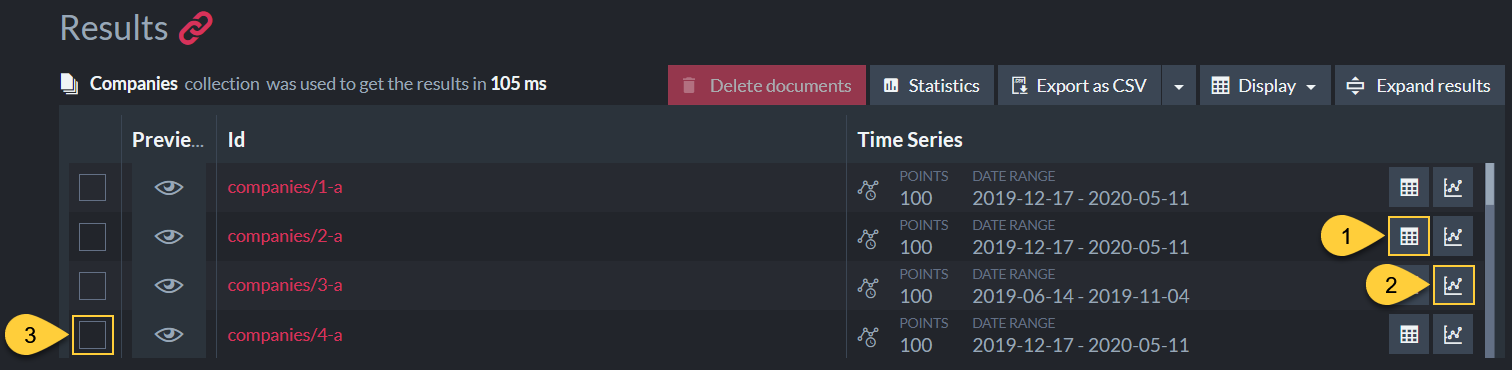 Results
Companies collection was used to get the results in 105 ms
Delete documents
Statistics
Export as CSV
Display
Expand results
Previe...
Id
Time Series
companies/1-a
POINTS
100
DATE RANGE
2019-12-17 - 2020-05-11
companies/2-a
POINTS
100
DATE RANGE
2019-12-17 - 2020-05-11
1
companies/3-a
POINTS
100
DATE RANGE
2019-06-14 - 2019-11-04
2
3
companies/4-a
POINTS
100
DATE RANGE
2019-12-17 - 2020-05-11